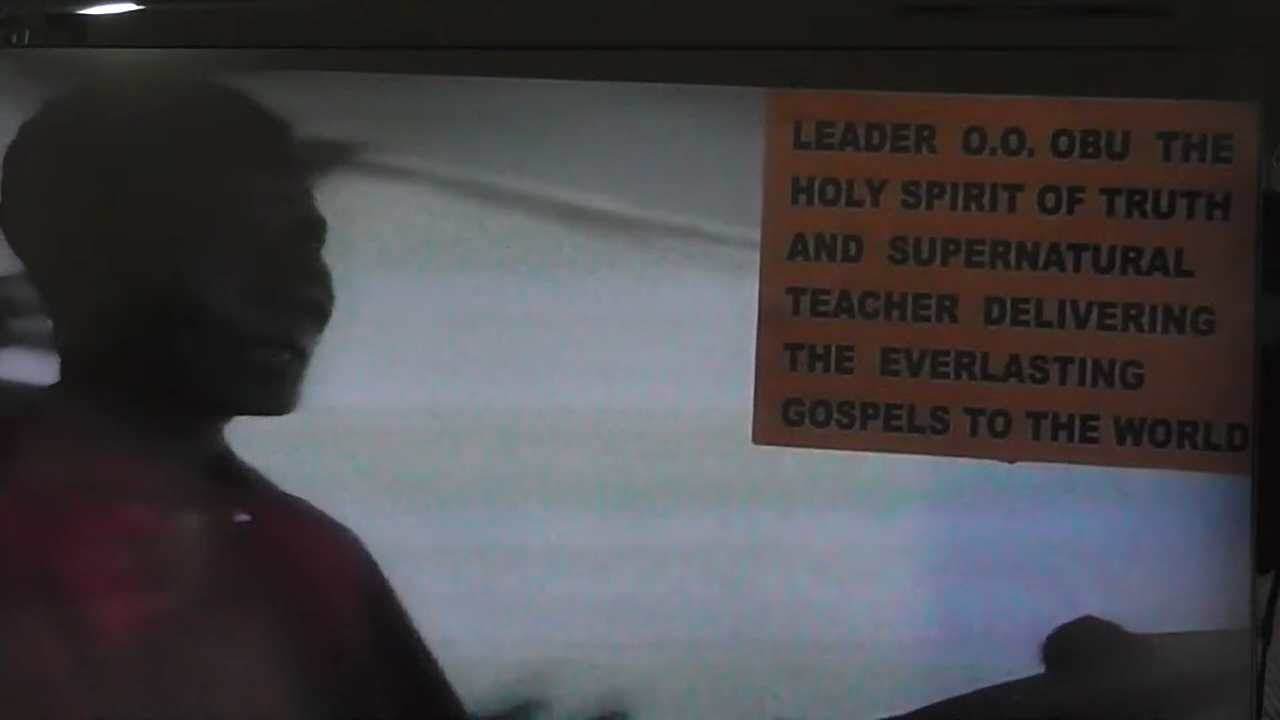 LEADER O.O. OBU THE
HOLY SPIRIT OF TRUTH
AND SUPERNATURAL
TEACHER DELIVERING
THE EVERLASTING
GOSPELS TO THE WORLD